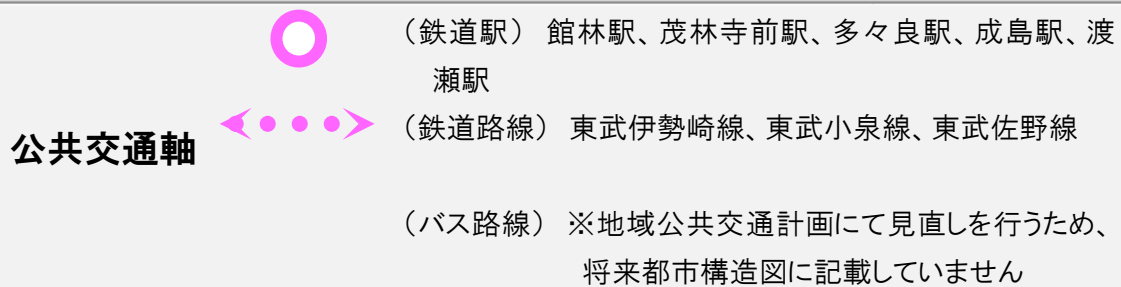 公共交通軸
（鉄道駅） 館林駅、茂林寺前駅、多々良駅、成島駅、渡
瀬駅
（鉄道路線） 東武伊勢崎線、東武小泉線、東武佐野線
（バス路線） ※地域公共交通計画にて見直しを行うため、
将来都市構造図に記載していません